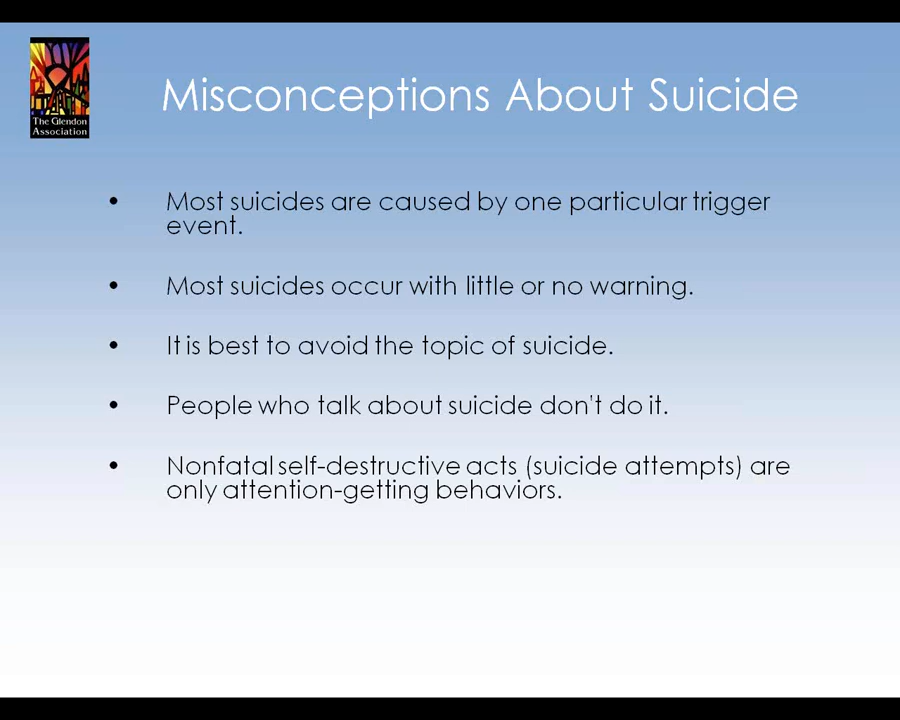 The Glendon
Association
Misconceptions About Suicide
• Most suicides are caused by one particular trigger
event.
• Most suicides occur with little or no warning.
• It is best to avoid the topic of suicide.
• People who talk about suicide don't do it.
• Nonfatal self-destructive acts (suicide attempts) are
only attention-getting behaviors.